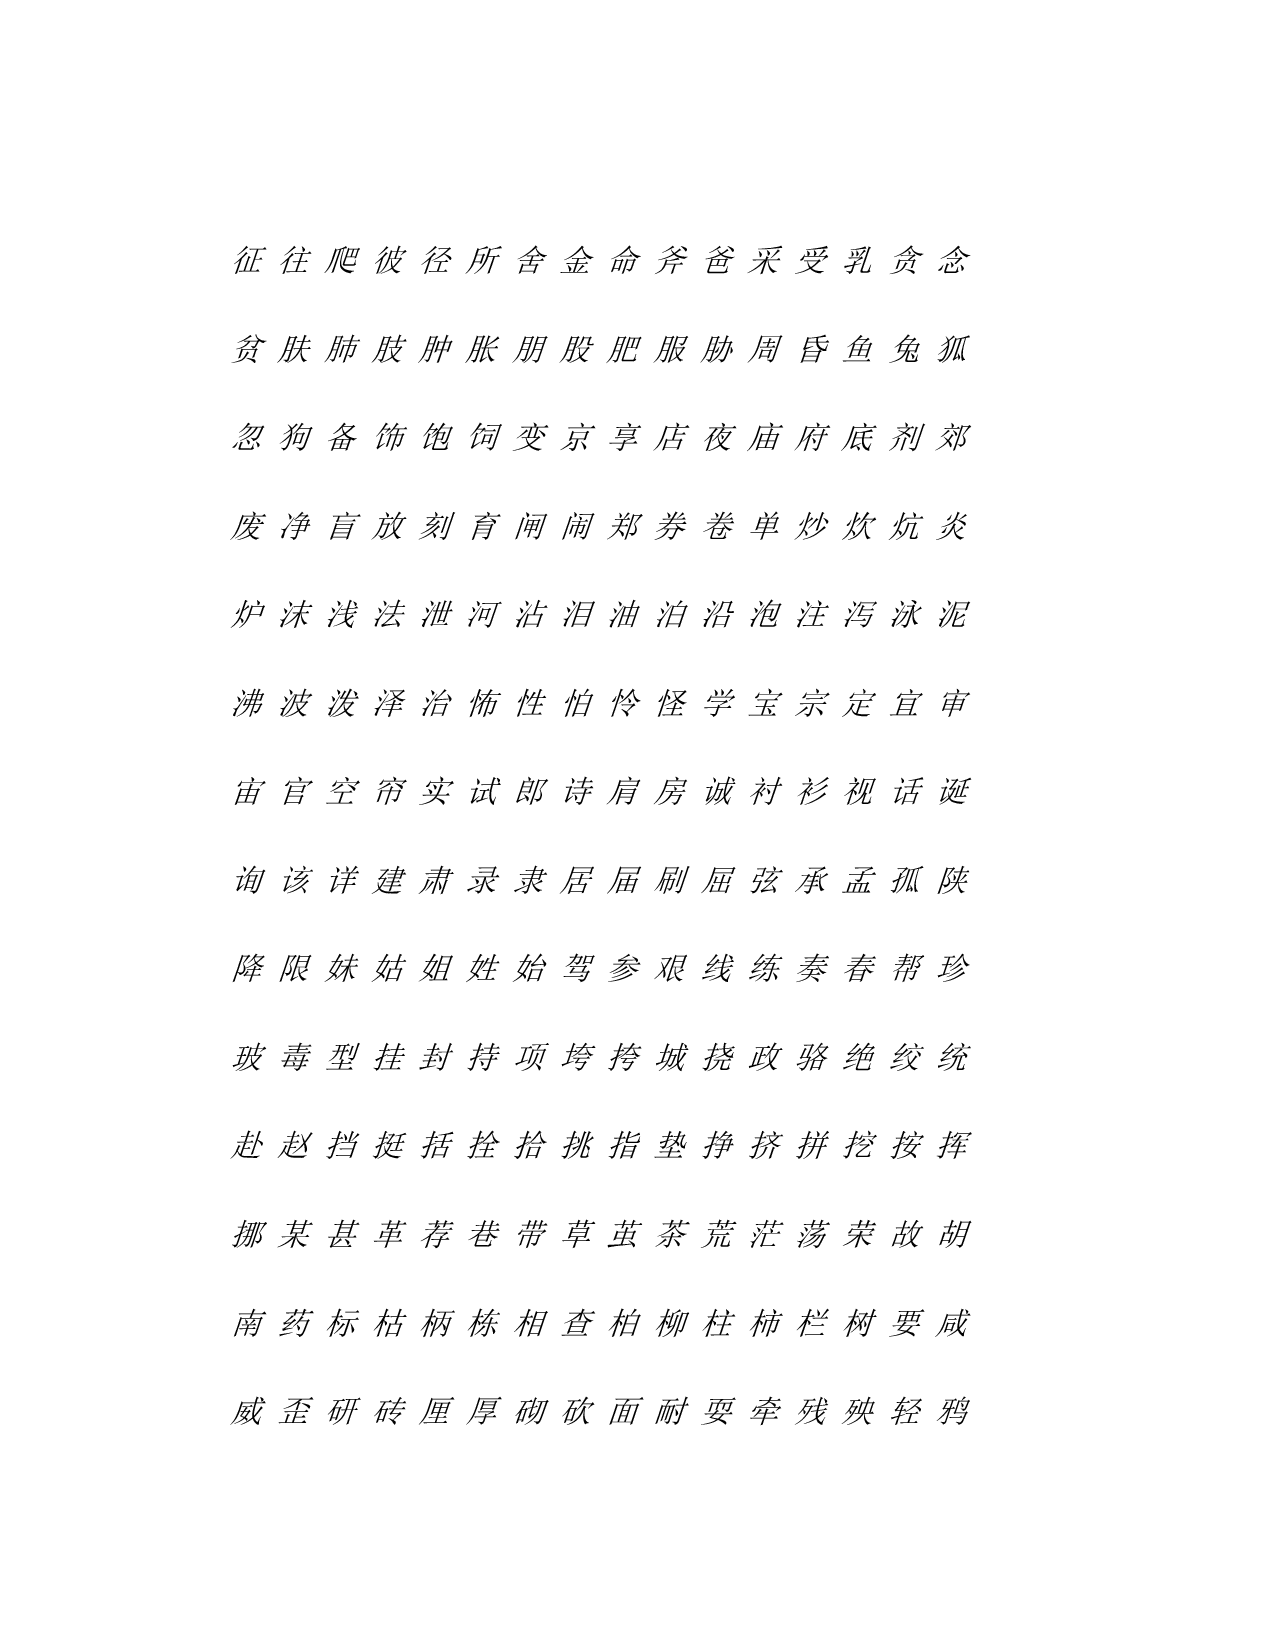 征 往 爬 彼 径 所 舍 金 命 斧 爸 采 受 乳 贪 念
贫 肤 肺 肢 肿 胀 朋 股 肥 服 胁 周 昏 鱼 兔 狐
忽 狗 备 饰 饱 饲 变 京 享 店 夜 庙 府 底 剂 郊
废 净 盲 放 刻 育 闸 闹 郑 券 卷 单 炒 炊 炕 炎
炉 沫 浅 法 泄 河 沾 泪 油 泊 沿 泡 注 泻 泳 泥
沸 波 泼 泽 治 怖 性 怕 怜 怪 学 宝 宗 定 宜 审
宙 官 空 帘 实 试 郎 诗 肩 房 诚 衬 衫 视 话 诞
询 该 详 建 肃 录 隶 居 届 刷 屈 弦 承 孟 孤 陕
降 限 妹 姑 姐 姓 始 驾 参 艰 线 练 奏 春 帮 珍
玻 毒 型 挂 封 持 项 垮 挎 城 挠 政 骆 绝 绞 统
赴 赵 挡 挺 括 拴 拾 挑 指 垫 挣 挤 拼 挖 按 挥
挪 某 甚 革 荐 巷 带 草 茧 茶 荒 茫 荡 荣 故 胡
南 药 标 枯 柄 栋 相 查 柏 柳 柱 柿 栏 树 要 咸
威 歪 研 砖 厘 厚 砌 砍 面 耐 耍 牵 残 殃 轻 鸦